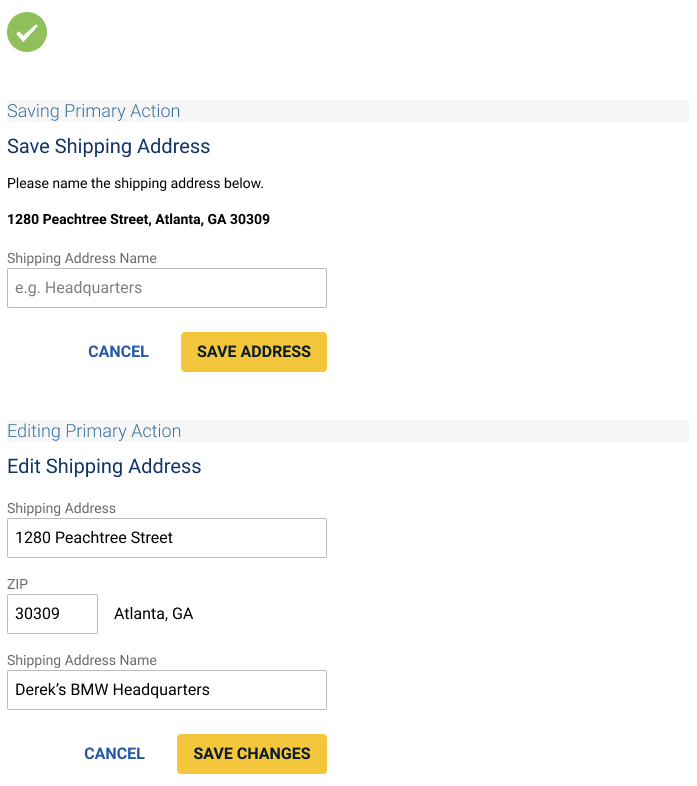 Saving Primary Action
Save Shipping Address
Please name the shipping address below.
1280 Peachtree Street, Atlanta, GA 30309
Shipping Address Name
e.g. Headquarters
CANCEL SAVE ADDRESS
Editing Primary Action
Edit Shipping Address
Shipping Address
1280 Peachtree Street
ZIP
30309 Atlanta, GA
Shipping Address Name
Derek’s BMW Headquarters
CANCEL SAVE CHANGES